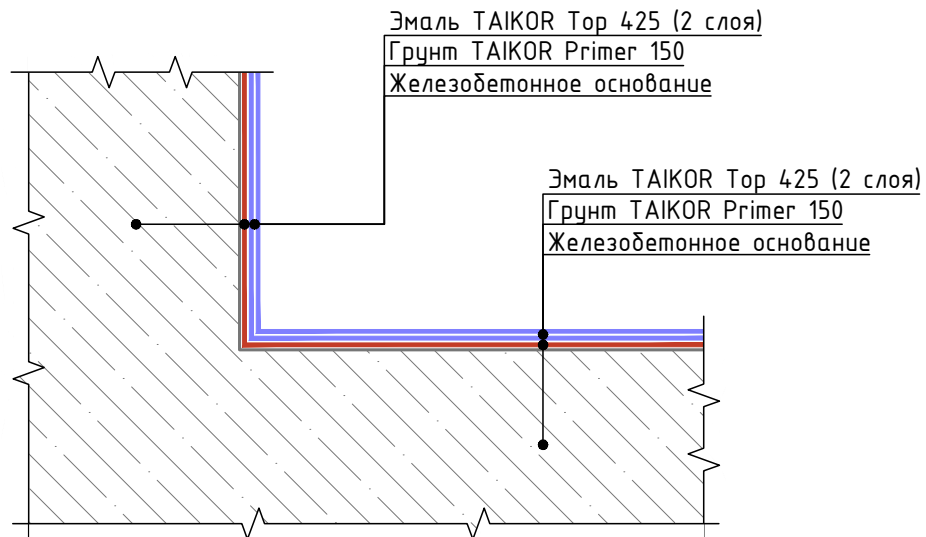 Эмаль TAIKOR Top 425 (2 слоя)
Грунт TAIKOR Primer 150
Железобетонное основание
Эмаль TAIKOR Top 425 (2 слоя)
Грунт TAIKOR Primer 150
Железобетонное основание